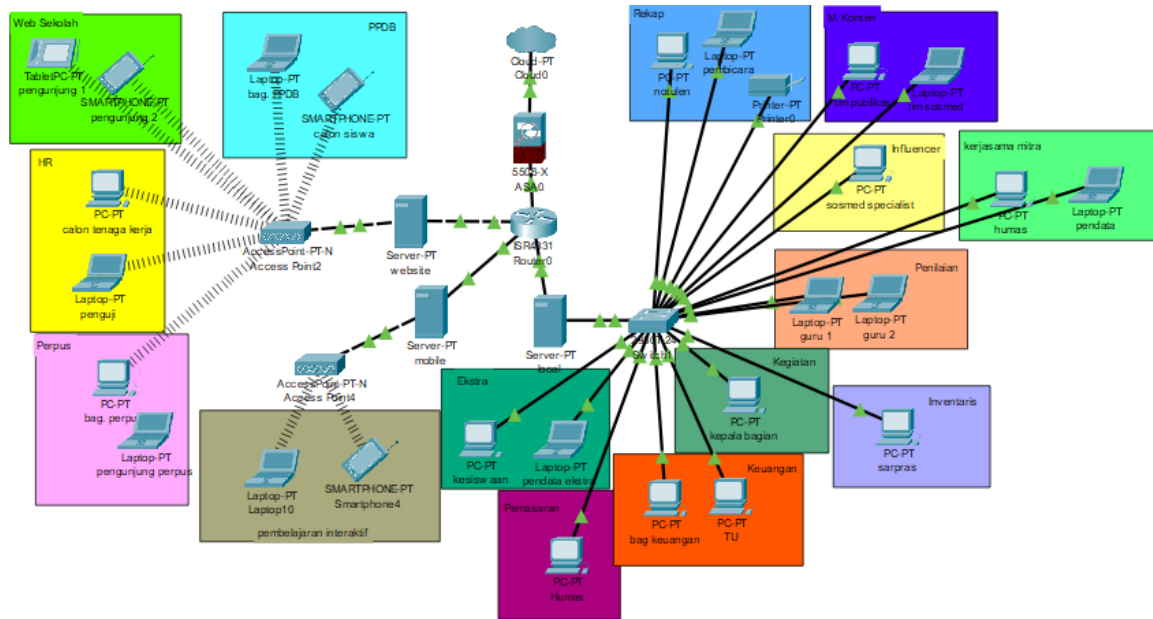 Web Sekolah
TabletPC-PT
pengunjung 1
SMARTPHONE-PT
pengunjung 2
PPDB
Laptop-PT
bag. PPDB
SMARTPHONE-PT
calon siswa
Cloud-PT
Cloud0
5506-X
ASA0
ISR4331
Router0
HR
PC-PT
calon tenaga kerja
Laptop-PT
penguji
AccessPoint-PT-N
Access Point2
Server-PT
website
Server-PT
mobile
Server-PT
local
Switch1
Perpus
PC-PT
bag. perpus
Laptop-PT
pengunjung perpus
AccessPoint-PT-N
Access Point4
Laptop-PT
Laptop10
SMARTPHONE-PT
Smartphone4
pembelajaran interaktif
Rekap
PC-PT
notulen
Laptop-PT
pembicara
Printer-PT
Printer0
M. Konten
PC-PT
tim publikasi
Laptop-PT
tim sosmed
Influencer
PC-PT
sosmed specialist
kerjasama mitra
PC-PT
humas
Laptop-PT
pendata
Penilaian
Laptop-PT
guru 1
Laptop-PT
guru 2
Kegiatan
PC-PT
kepala bagian
Inventaris
PC-PT
sarpras
Ekstra
PC-PT
kesiswaan
Laptop-PT
pendata ekstra
Keuangan
PC-PT
bag keuangan
PC-PT
TU
Pemasaran
PC-PT
Humas